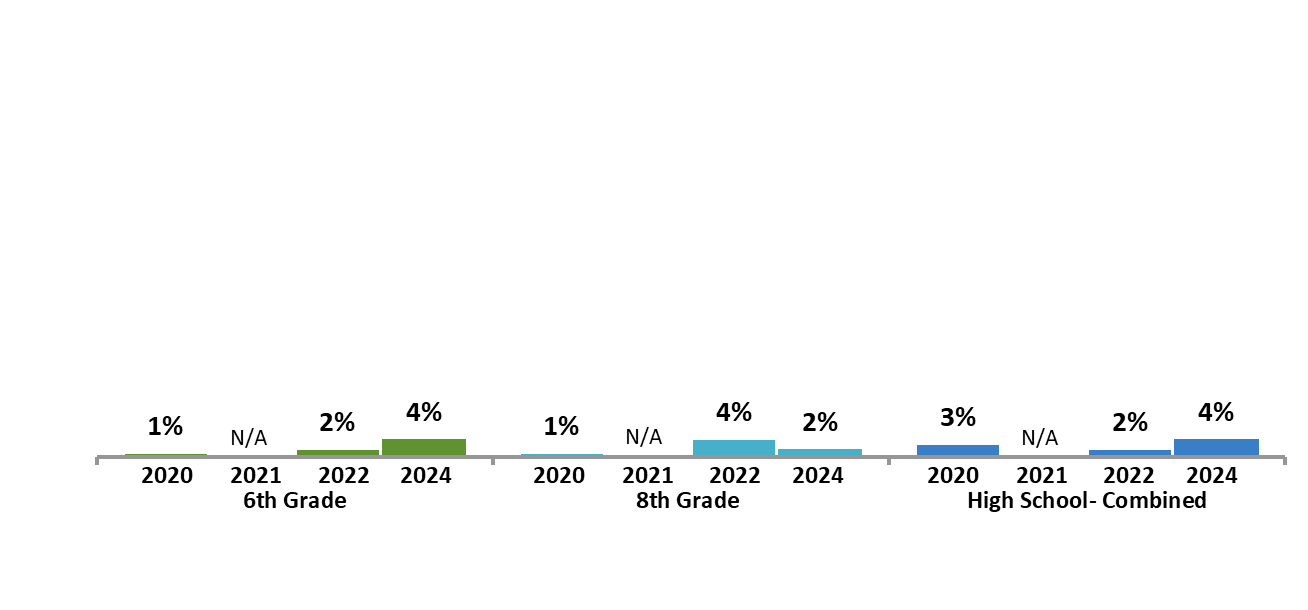 1% N/A 2% 4% 1% N/A 4% 2% 3% N/A 2% 4%
2020 2021 2022 2024 2020 2021 2022 2024 2020 2021 2022 2024
6th Grade 8th Grade High School- Combined